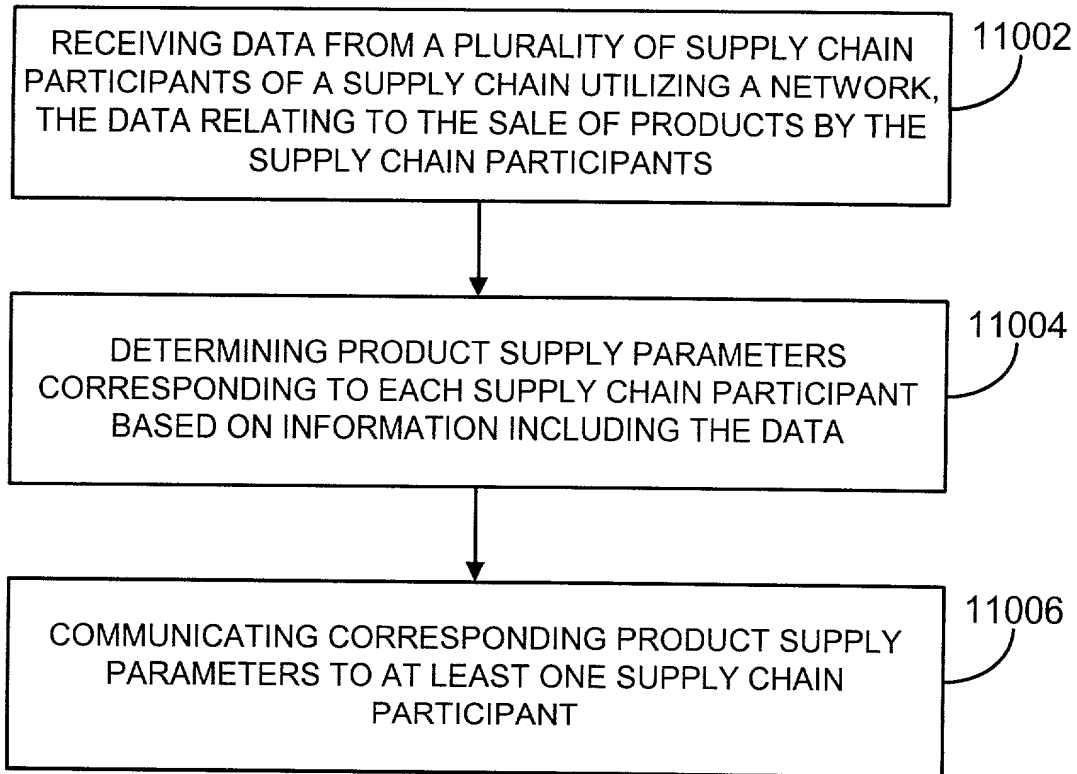 RECEIVING DATA FROM A PLURALITY OF SUPPLY CHAIN
PARTICIPANTS OF A SUPPLY CHAIN UTILIZING A NETWORK,
THE DATA RELATING TO THE SALE OF PRODUCTS BY THE
SUPPLY CHAIN PARTICIPANTS
11002
DETERMINING PRODUCT SUPPLY PARAMETERS
CORRESPONDING TO EACH SUPPLY CHAIN PARTICIPANT
BASED ON INFORMATION INCLUDING THE DATA
11004
COMMUNICATING CORRESPONDING PRODUCT SUPPLY
PARAMETERS TO AT LEAST ONE SUPPLY CHAIN
PARTICIPANT
11006